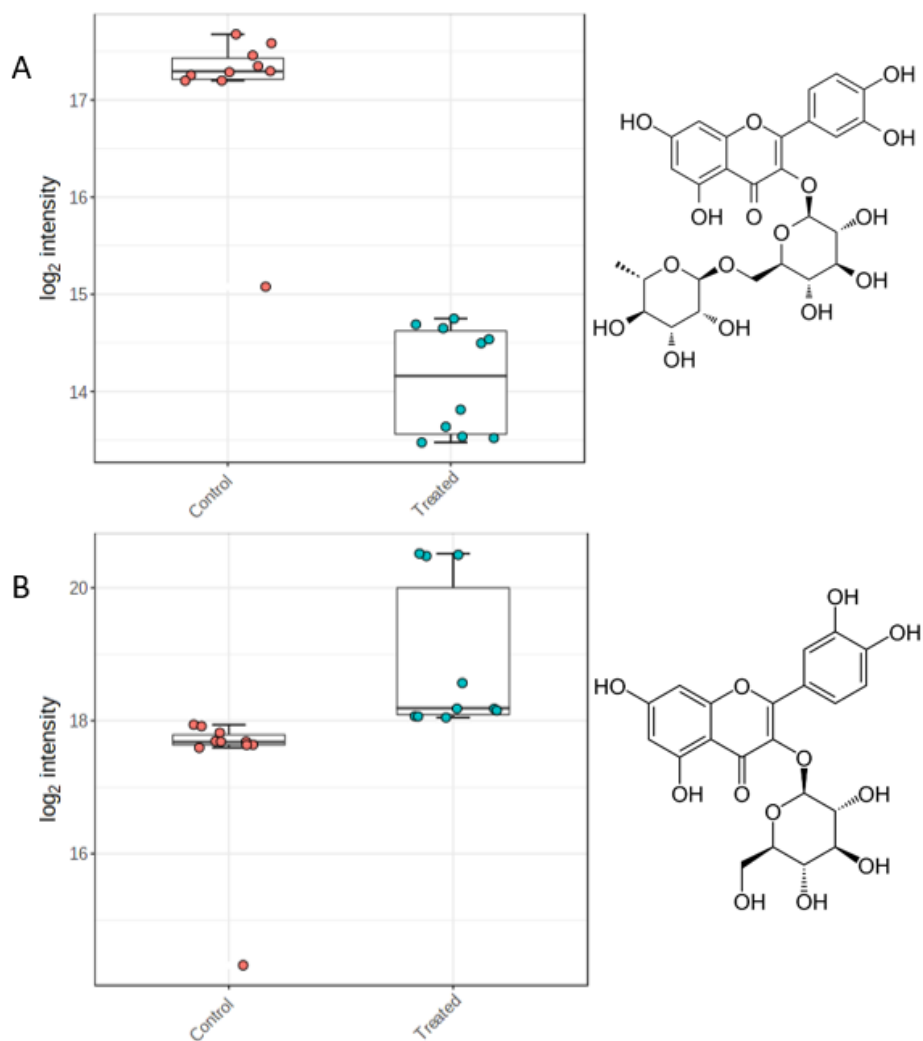 A
log₂ intensity
17
16
15
14
Control
Treated
OH
HO
OH
O
O
OH
O
O
OH
O
O
OH
OH
HO
OH
OH
OH
B
log₂ intensity
20
18
16
Control
Treated
OH
OH
HO
O
O
OH
O
O
OH
OH
OH
OH